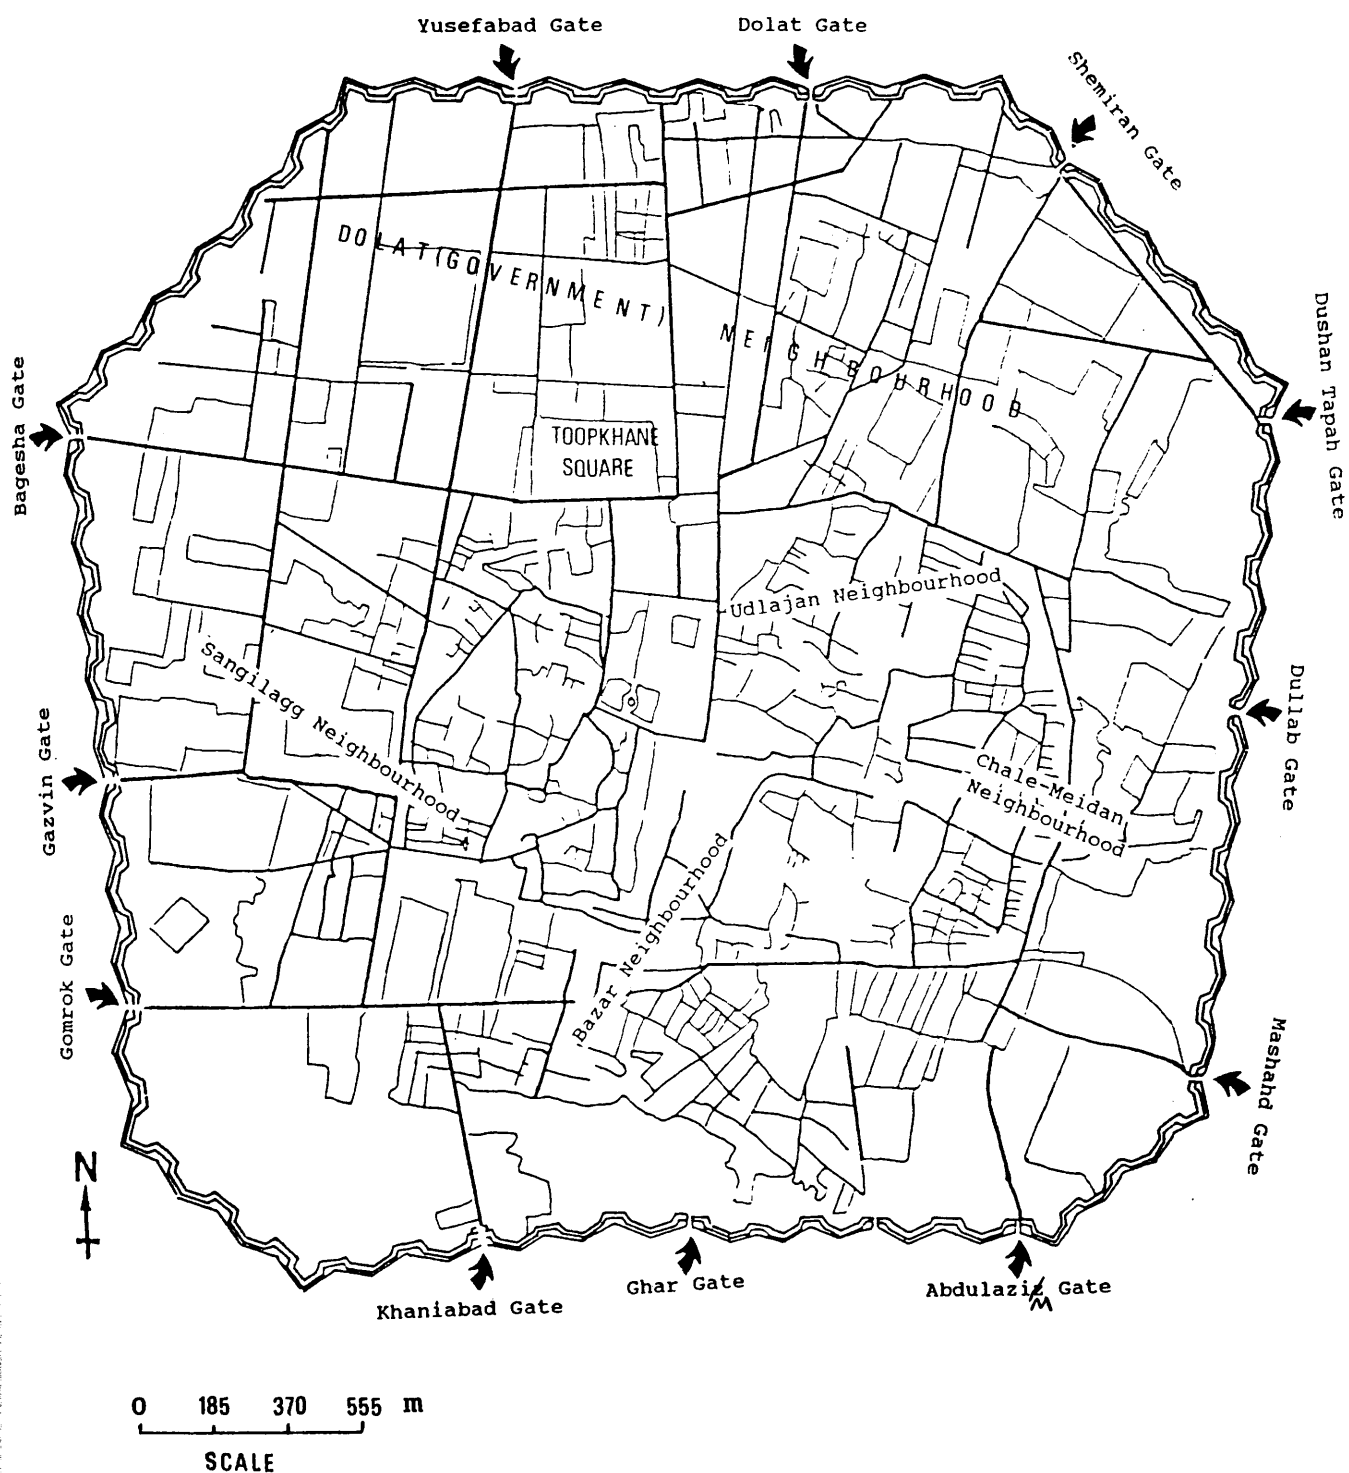 Yusefabad Gate
Dolat Gate
Shemiran Gate
DOLAT (GOVERNMENT)
NEIGHBOURHOOD
Dushan Tapah Gate
Bagesha Gate
TOOPKHANE
SQUARE
Udlajan Neighbourhood
Sangilagg Neighbourhood
Dullab Gate
Gazvin Gate
Chale-Meidan
Neighbourhood
Bazar Neighbourhood
Gomrok Gate
Mashahd Gate
N
Ghar Gate
Abdulaziz Gate
M
Khaniabad Gate
0 185 370 555 m
SCALE